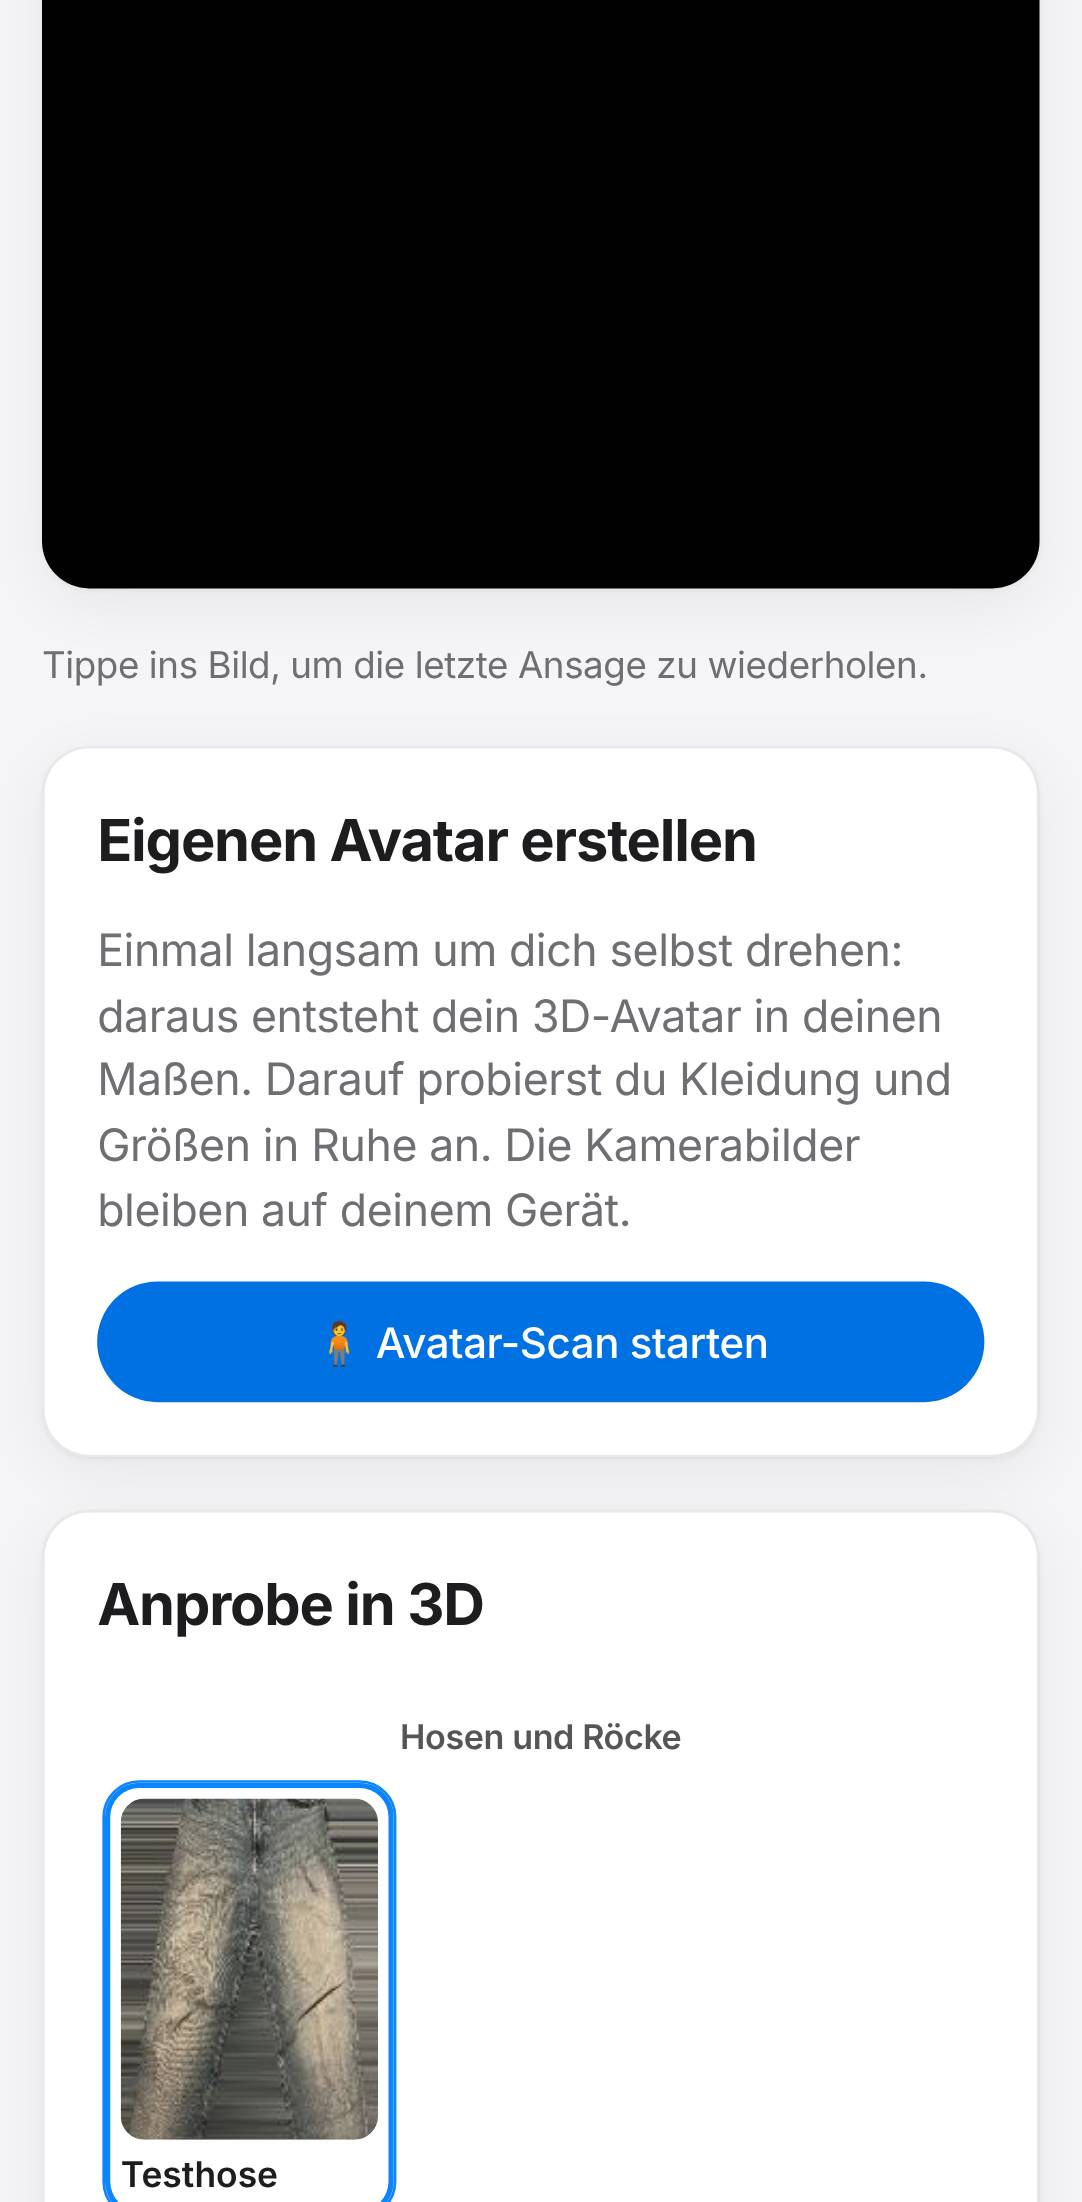 Tippe ins Bild, um die letzte Ansage zu wiederholen.
Eigenen Avatar erstellen
Einmal langsam um dich selbst drehen:
daraus entsteht dein 3D-Avatar in deinen
Maßen. Darauf probierst du Kleidung und
Größen in Ruhe an. Die Kamerabilder
bleiben auf deinem Gerät.
🧍 Avatar-Scan starten
Anprobe in 3D
Hosen und Röcke
Testhose